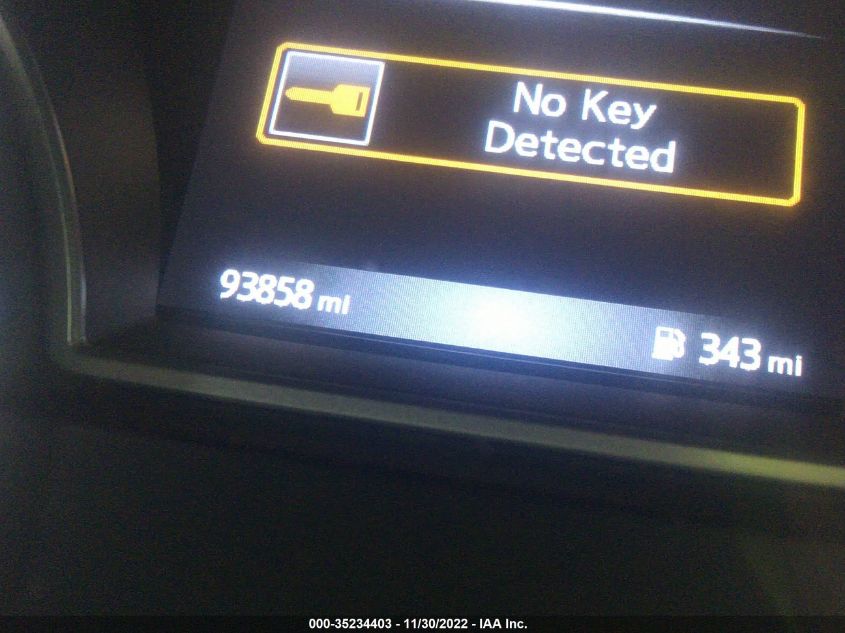 No Key
Detected
93858 mi
343 mi
000-35234403 - 11/30/2022 - IAA Inc.